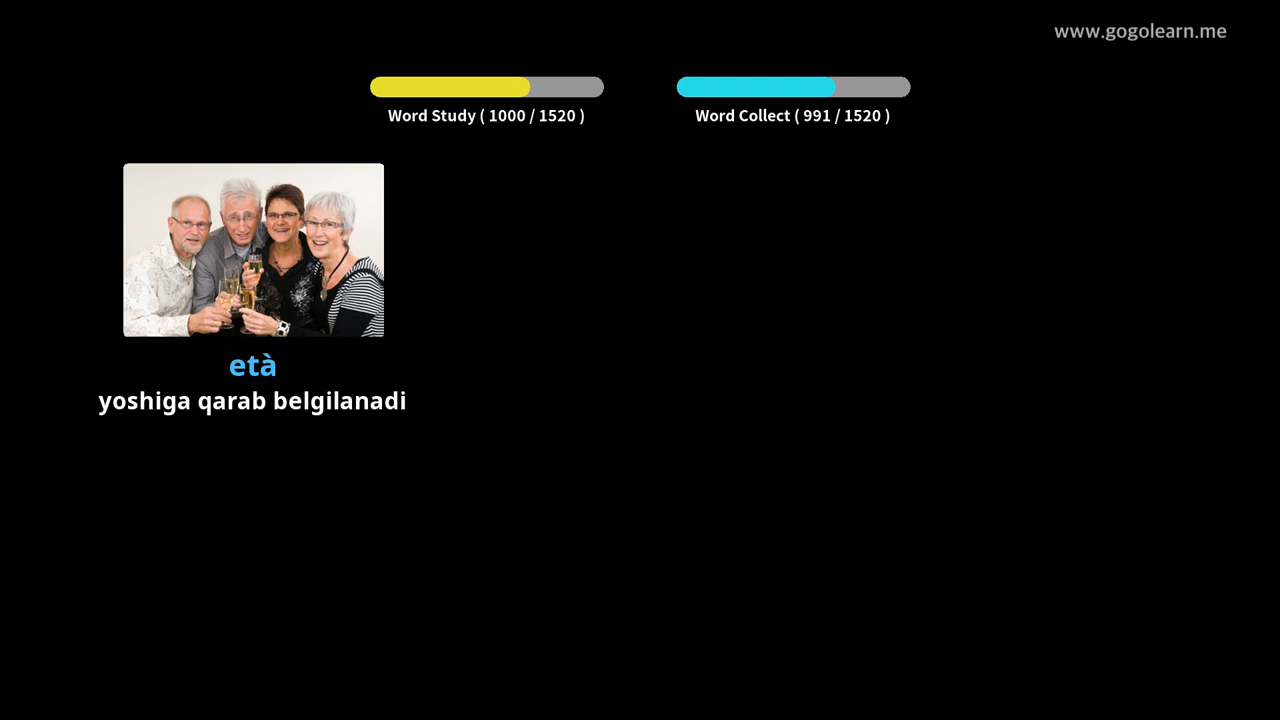 www.gogolearn.me
Word Study ( 1000 / 1520 )
Word Collect ( 991 / 1520 )
età
yoshiga qarab belgilanadi